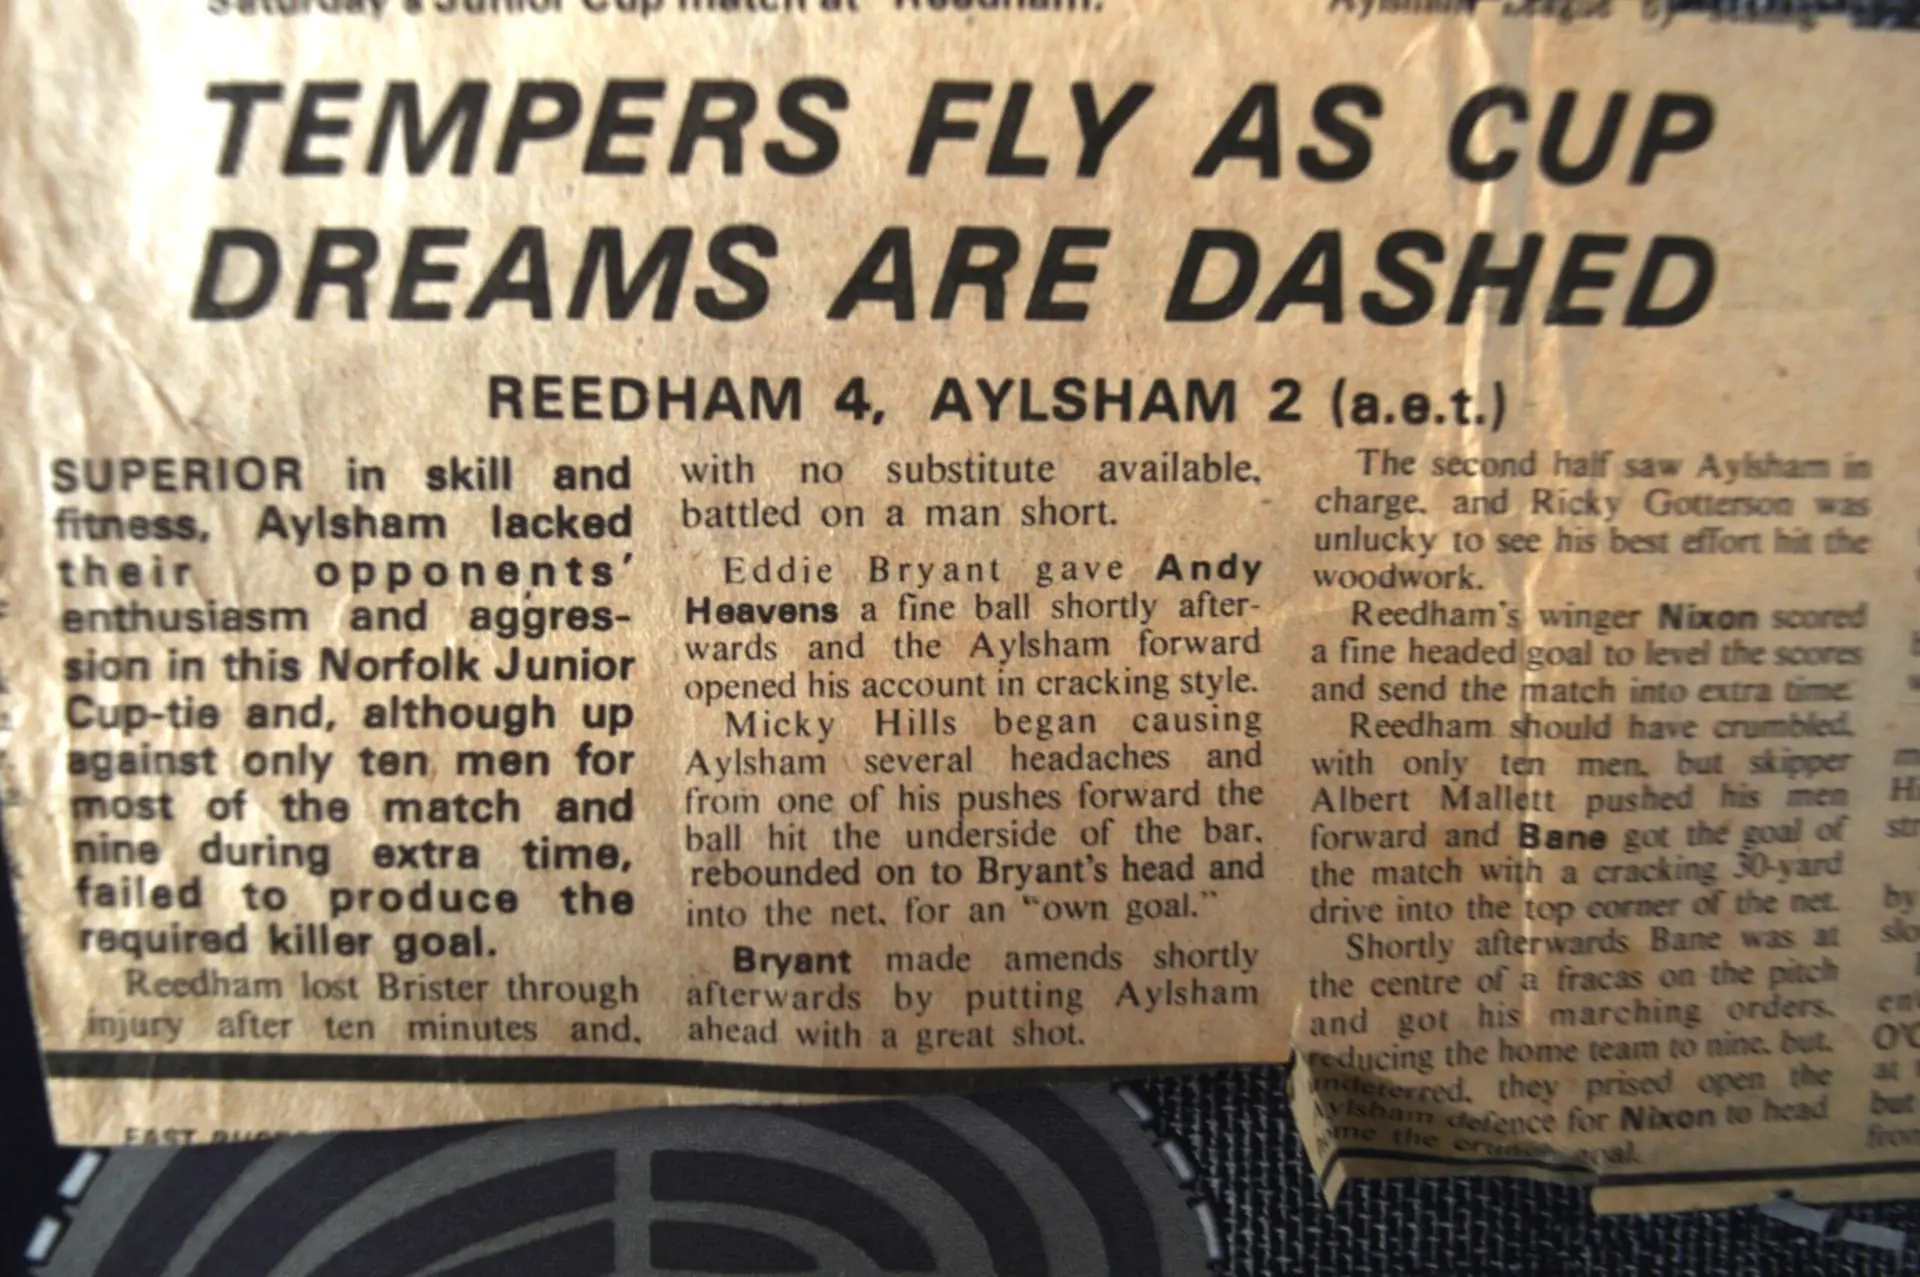 Saturday's Junior Cup match at Reedham.
TEMPERS FLY AS CUP
DREAMS ARE DASHED
REEDHAM 4, AYLSHAM 2 (a.e.t.)
SUPERIOR in skill and
fitness, Aylsham lacked
their opponents'
enthusiasm and aggres-
sion in this Norfolk Junior
Cup-tie and, although up
against only ten men for
most of the match and
nine during extra time,
failed to produce the
required killer goal.
Reedham lost Brister through
injury after ten minutes and,
with no substitute available,
battled on a man short.
Eddie Bryant gave Andy
Heavens a fine ball shortly after-
wards and the Aylsham forward
opened his account in cracking style.
Micky Hills began causing
Aylsham several headaches and
from one of his pushes forward the
ball hit the underside of the bar,
rebounded on to Bryant's head and
into the net, for an "own goal."
Bryant made amends shortly
afterwards by putting Aylsham
ahead with a great shot.
The second half saw Aylsham in
charge, and Ricky Gotterson was
unlucky to see his best effort hit the
woodwork.
Reedham's winger Nixon scored
a fine headed goal to level the scores
and send the match into extra time.
Reedham should have crumbled,
with only ten men, but skipper
Albert Mallett pushed his men
forward and Bane got the goal of
the match with a cracking 30-yard
drive into the top corner of the net.
Shortly afterwards Bane was at
the centre of a fracas on the pitch
and got his marching orders,
reducing the home team to nine, but,
undeterred, they prised open the
Aylsham defence for Nixon to head
home the goal.